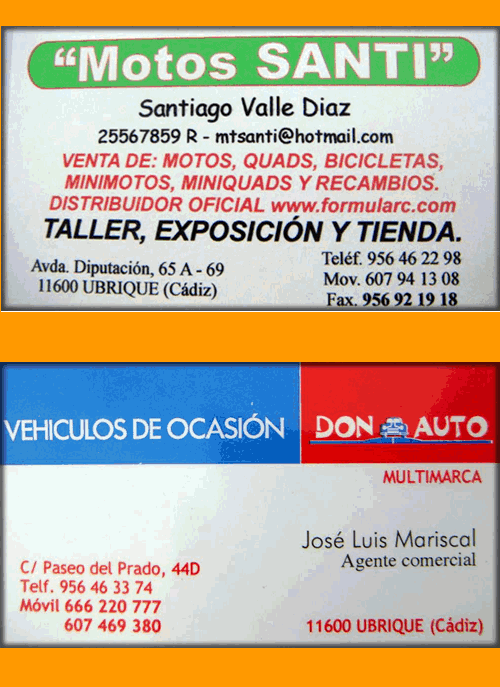 “Motos SANTI”
Santiago Valle Diaz
25567859 R - mtsanti@hotmail.com
VENTA DE: MOTOS, QUADS, BICICLETAS,
MINIMOTOS, MINIQUADS Y RECAMBIOS.
DISTRIBUIDOR OFICIAL www.formularc.com
TALLER, EXPOSICIÓN Y TIENDA.
Avda. Diputación, 65 A - 69
11600 UBRIQUE (Cádiz)
Teléf. 956 46 22 98
Mov. 607 94 13 08
Fax. 956 92 19 18
VEHICULOS DE OCASIÓN
DON AUTO
MULTIMARCA
José Luis Mariscal
Agente comercial
C/ Paseo del Prado, 44D
Telf. 956 46 33 74
Móvil 666 220 777
607 469 380
11600 UBRIQUE (Cádiz)